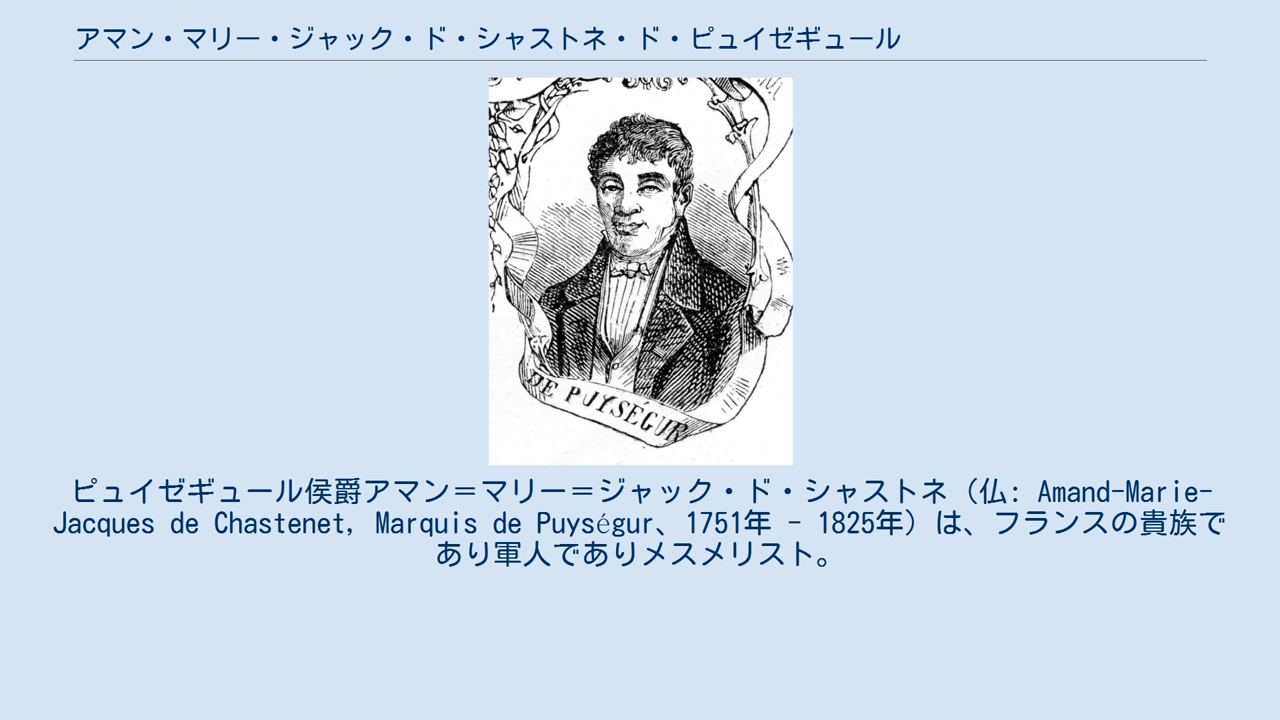 アマン・マリー・ジャック・ド・シャストネ・ド・ピュイゼギュール
DE PUYSÉGUR
ピュイゼギュール侯爵アマン＝マリー＝ジャック・ド・シャストネ（仏: Amand-Marie-
Jacques de Chastenet, Marquis de Puységur、1751年 - 1825年）は、フランスの貴族で
あり軍人でありメスメリスト。